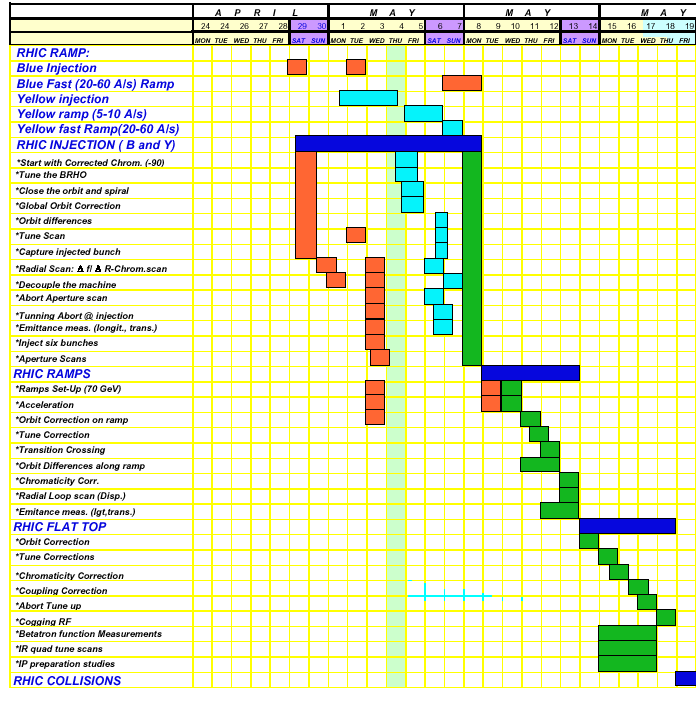 A P R I L M A Y M A Y M A Y
24 24 26 27 28 29 30 1 2 3 4 5 6 7 8 9 10 11 12 13 14 15 16 17 18 19
MON TUE WED THU FRI SAT SUN MON TUE WED THU FRI SAT SUN MON TUE WED THU FRI SAT SUN MON TUE WED THU FRI
RHIC RAMP:
Blue Injection
Blue Fast (20-60 A/s) Ramp
Yellow injection
Yellow ramp (5-10 A/s)
Yellow fast Ramp(20-60 A/s)
RHIC INJECTION ( B and Y)
*Start with Corrected Chrom. (-90)
*Tune the BRHO
*Close the orbit and spiral
*Global Orbit Correction
*Orbit differences
*Tune Scan
*Capture injected bunch
*Radial Scan: Δ f/ Δ R-Chrom.scan
*Decouple the machine
*Abort Aperture scan
*Tunning Abort @ injection
*Emittance meas. (longit., trans.)
*Inject six bunches
*Aperture Scans
RHIC RAMPS
*Ramps Set-Up (70 GeV)
*Acceleration
*Orbit Correction on ramp
*Tune Correction
*Transition Crossing
*Orbit Differences along ramp
*Chromaticity Corr.
*Radial Loop scan (Disp.)
*Emitance meas. (lgt,trans.)
RHIC FLAT TOP
*Orbit Correction
*Tune Corrections
*Chromaticity Correction
*Coupling Correction
*Abort Tune up
*Cogging RF
*Betatron function Measurements
*IR quad tune scans
*IP preparation studies
RHIC COLLISIONS